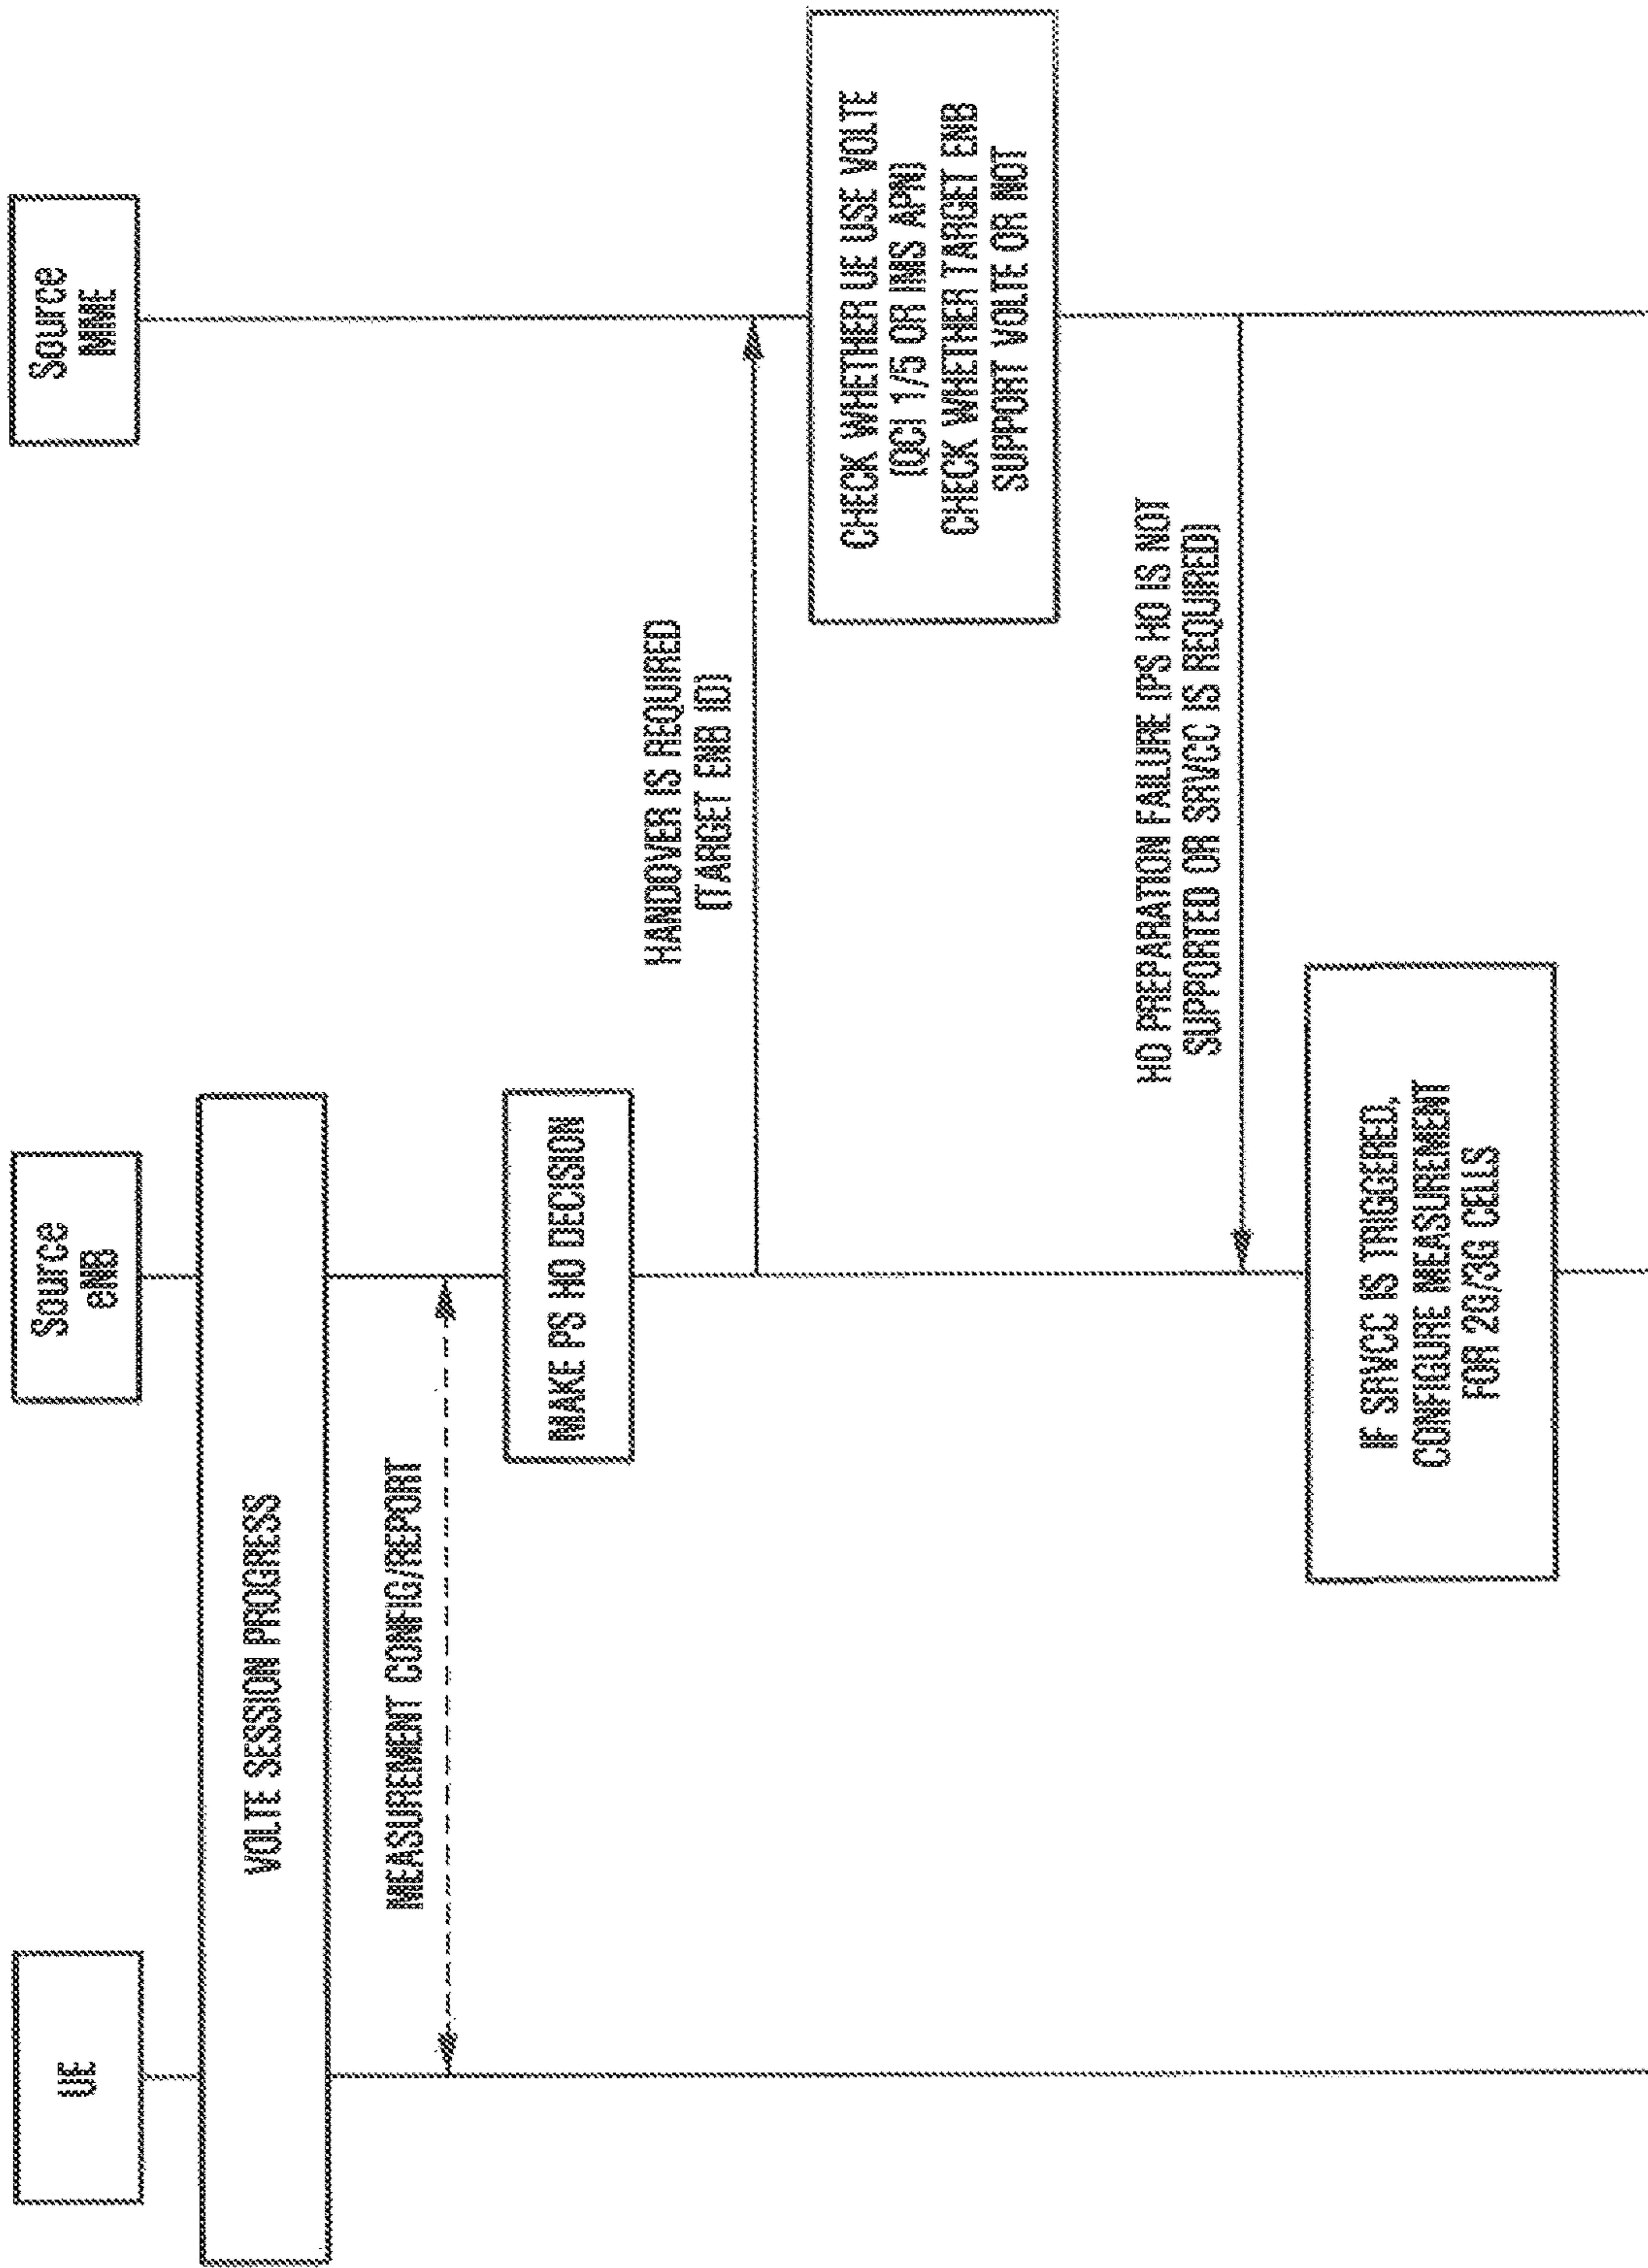 UE
Source
eNB
Source
MME
VOLTE SESSION PROGRESS
MEASUREMENT CONFIG/REPORT
MAKE PS HO DECISION
HANDOVER IS REQUIRED
(TARGET ENB ID)
CHECK WHETHER UE USE VOLTE
(QCI 1/5 OR IMS APN)
CHECK WHETHER TARGET ENB
SUPPORT VOLTE OR NOT
HO PREPARATION FAILURE (PS HO IS NOT
SUPPORTED OR SRVCC IS REQUIRED)
IF SRVCC IS TRIGGERED,
CONFIGURE MEASUREMENT
FOR 2G/3G CELLS